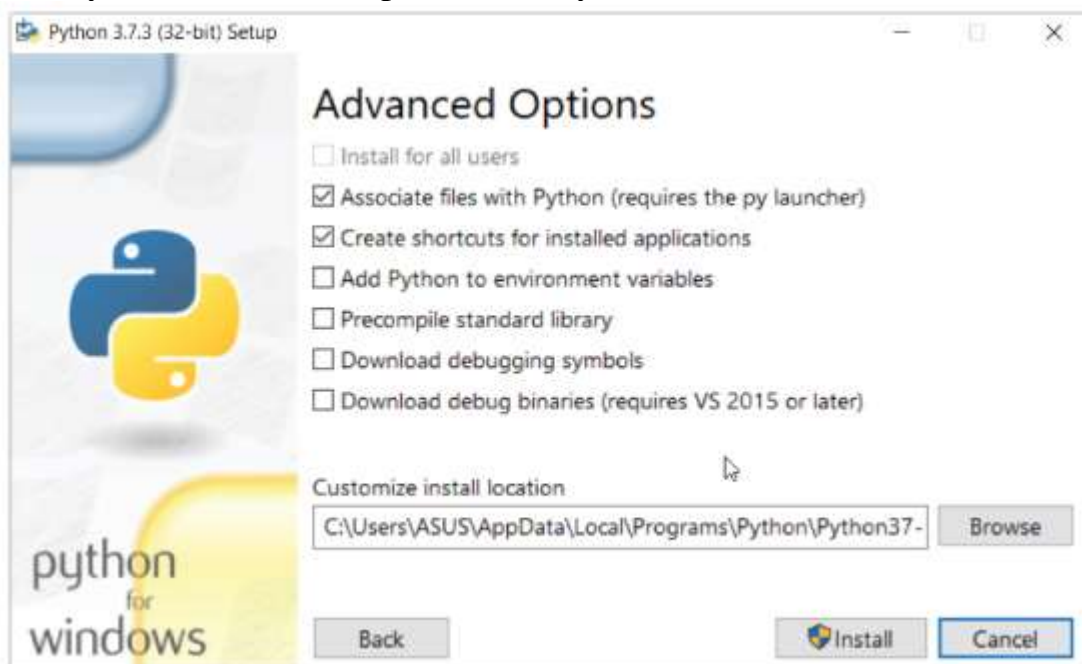 Python 3.7.3 (32-bit) Setup
Advanced Options
Install for all users
Associate files with Python (requires the py launcher)
Create shortcuts for installed applications
Add Python to environment variables
Precompile standard library
Download debugging symbols
Download debug binaries (requires VS 2015 or later)
Customize install location
C:\Users\ASUS\AppData\Local\Programs\Python\Python37-
Browse
python
for
windows
Back
Install
Cancel